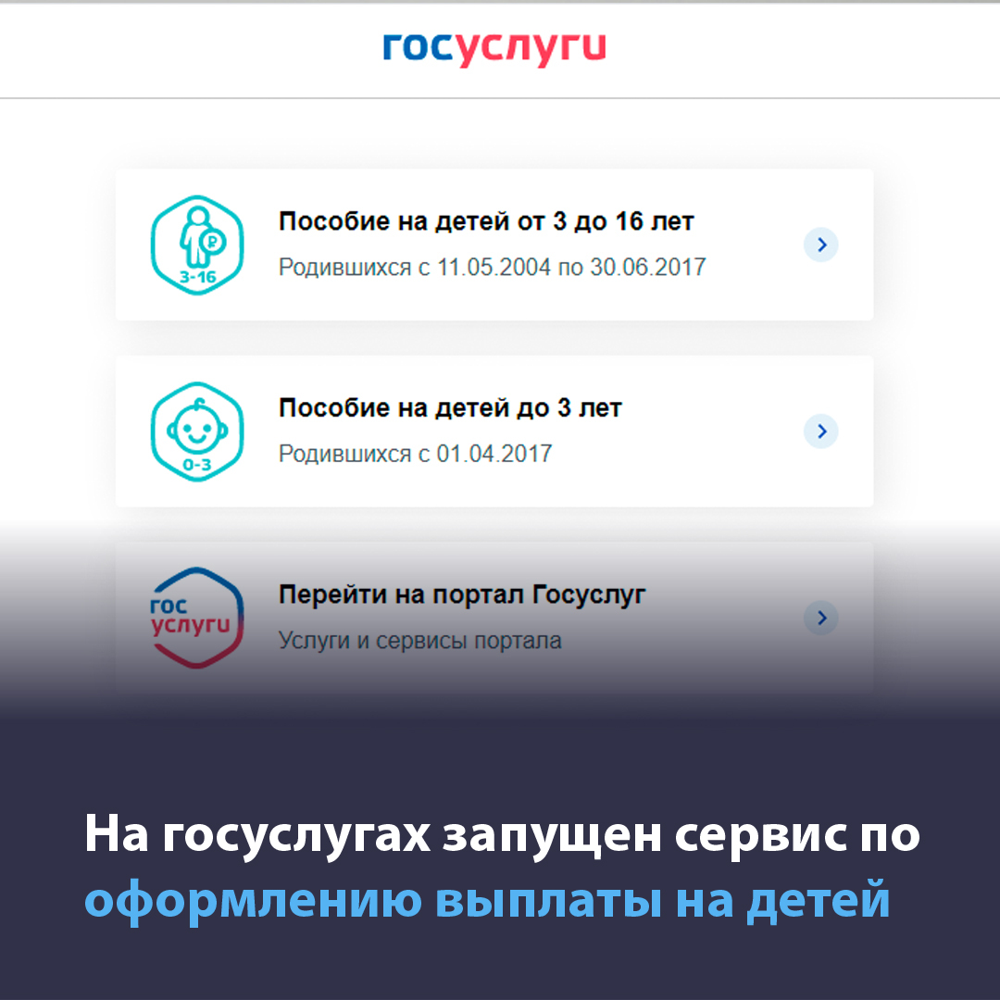 госуслуги
Пособие на детей от 3 до 16 лет
Родившихся с 11.05.2004 по 30.06.2017
3-16
Пособие на детей до 3 лет
Родившихся с 01.04.2017
0-3
гос
услуги
Перейти на портал Госуслуг
Услуги и сервисы портала
На госуслугах запущен сервис по
оформлению выплаты на детей